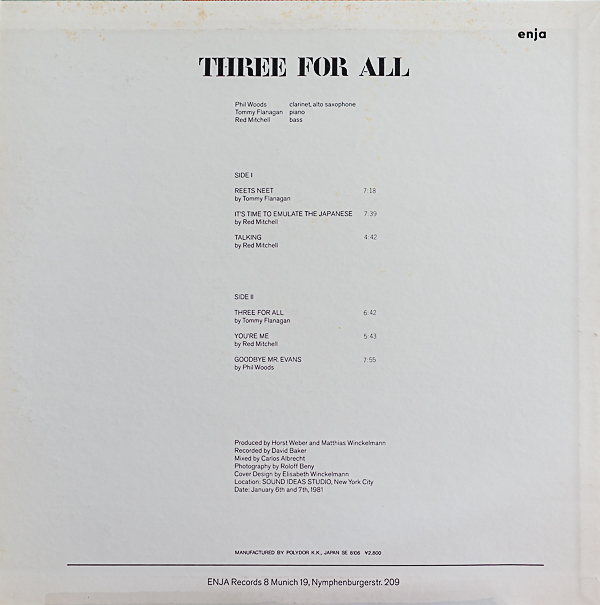 enja
THREE FOR ALL
Phil Woods clarinet, alto saxophone
Tommy Flanagan piano
Red Mitchell bass
SIDE I
REETS NEET 7:18
by Tommy Flanagan
IT'S TIME TO EMULATE THE JAPANESE 7:39
by Red Mitchell
TALKING 4:42
by Red Mitchell
SIDE II
THREE FOR ALL 6:42
by Tommy Flanagan
YOU'RE ME 5:43
by Red Mitchell
GOODBYE MR. EVANS 7:55
by Phil Woods
Produced by Horst Weber and Matthias Winckelmann
Recorded by David Baker
Mixed by Carlos Albrecht
Photography by Roloff Beny
Cover Design by Elisabeth Winckelmann
Location: SOUND IDEAS STUDIO, New York City
Date: January 6th and 7th, 1981
MANUFACTURED BY POLYDOR K.K., JAPAN SE 8106 ¥2,800
ENJA Records 8 Munich 19, Nymphenburgerstr. 209